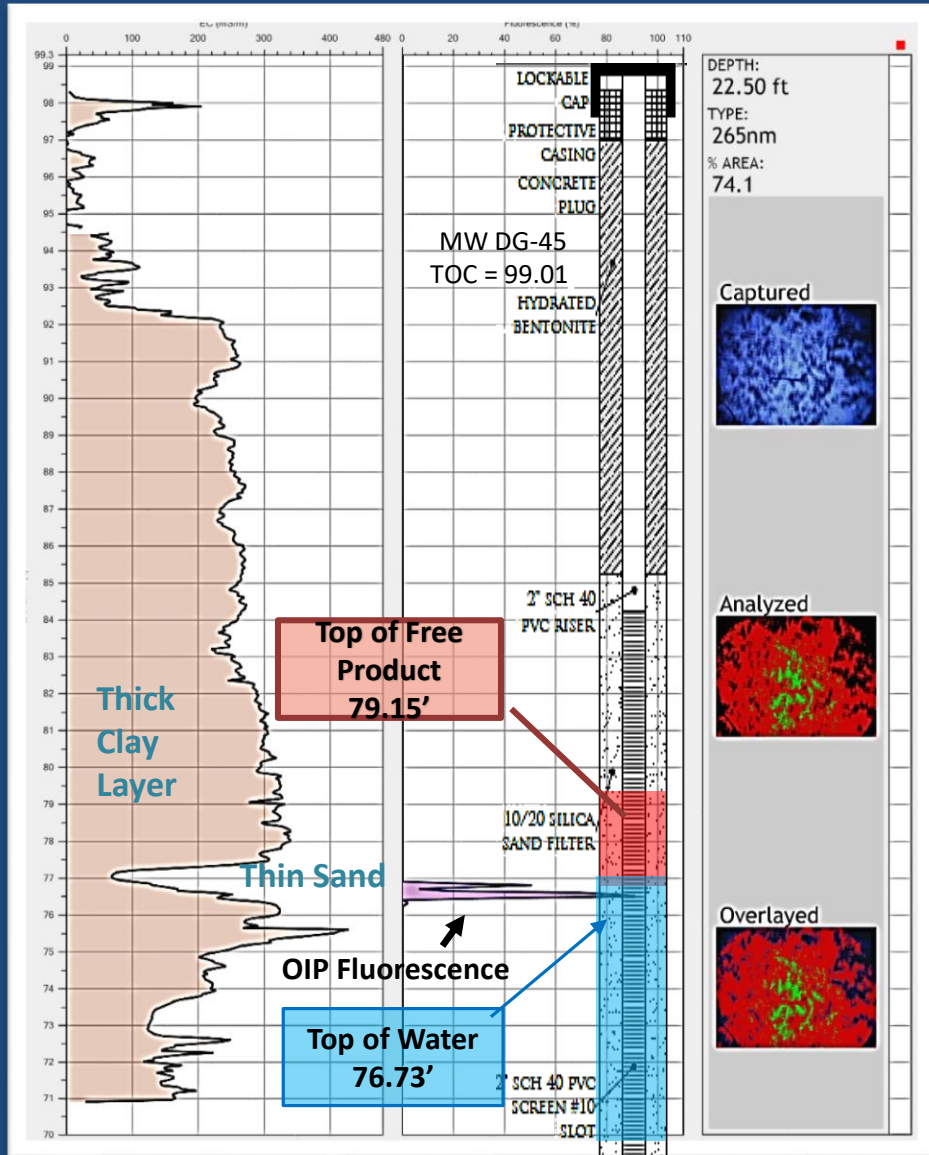 EC (mS/m)
Fluorescence (%)
0 100 200 300 400 480
0 20 40 60 80 100 110
99.3
99
98
97
96
95
94
93
92
91
90
89
88
87
86
85
84
83
82
81
80
79
78
77
76
75
74
73
72
71
70
Thick
Clay
Layer
Thin Sand
LOCKABLE
CAP
PROTECTIVE
CASING
CONCRETE
PLUG
MW DG-45
TOC = 99.01
HYDRATED
BENTONITE
2" SCH 40
PVC RISER
Top of Free
Product
79.15’
10/20 SILICA
SAND FILTER
OIP Fluorescence
Top of Water
76.73’
2" SCH 40 PVC
SCREEN #10
SLOT
DEPTH:
22.50 ft
TYPE:
265nm
% AREA:
74.1
Captured
Analyzed
Overlayed